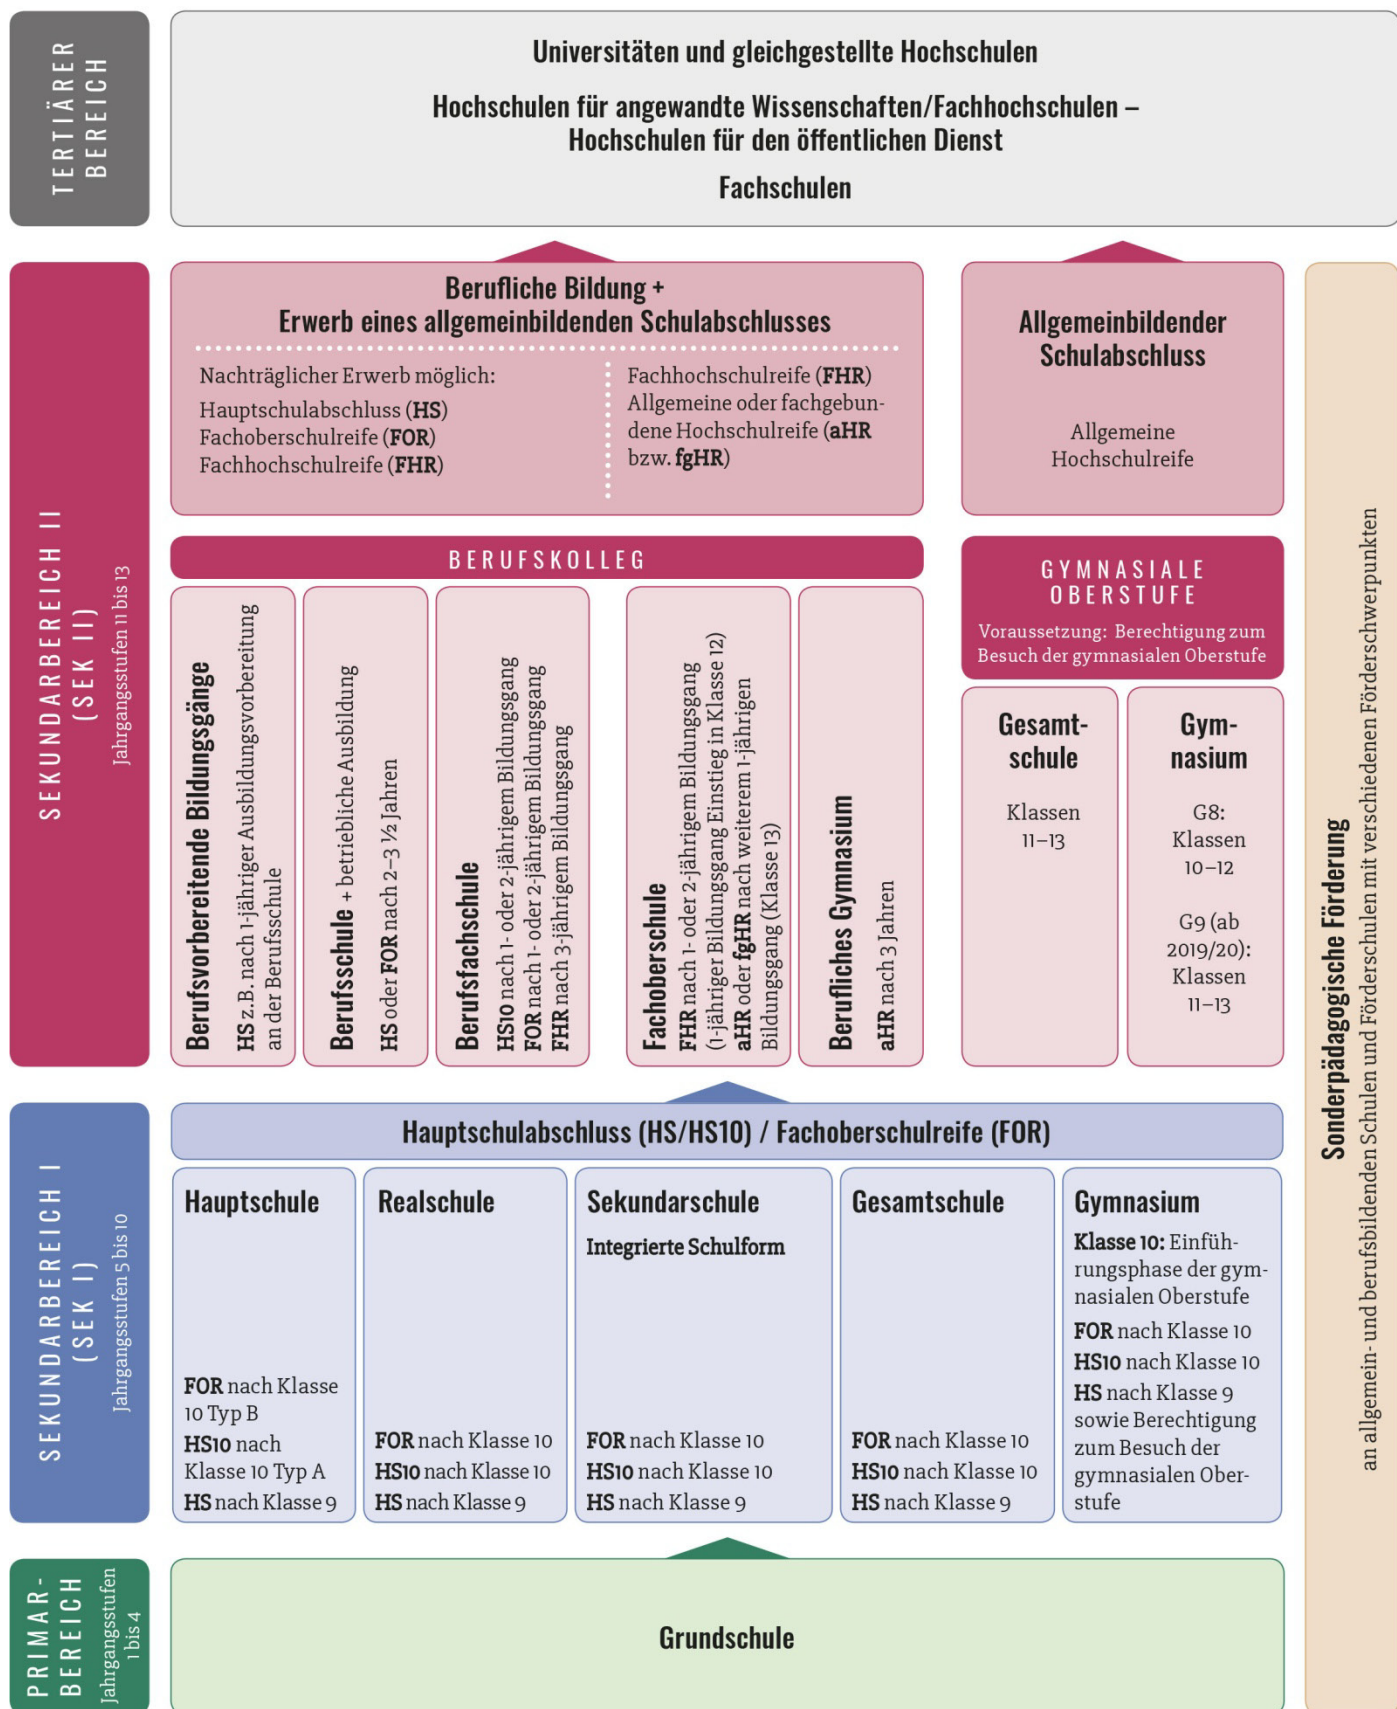 TERTIÄRER
BEREICH
Universitäten und gleichgestellte Hochschulen
Hochschulen für angewandte Wissenschaften/Fachhochschulen –
Hochschulen für den öffentlichen Dienst
Fachschulen
SEKUNDARBEREICH II
(SEK II)
Jahrgangsstufen 11 bis 13
Berufliche Bildung +
Erwerb eines allgemeinbildenden Schulabschlusses
Nachträglicher Erwerb möglich:
Hauptschulabschluss (HS)
Fachoberschulreife (FOR)
Fachhochschulreife (FHR)
Fachhochschulreife (FHR)
Allgemeine oder fachgebun-
dene Hochschulreife (aHR
bzw. fgHR)
Allgemeinbildender
Schulabschluss
Allgemeine
Hochschulreife
BERUFSKOLLEG
Berufsvorbereitende Bildungsgänge
HS z.B. nach 1-jähriger Ausbildungsvorbereitung
an der Berufsschule
Berufsschule + betriebliche Ausbildung
HS oder FOR nach 2–3 ½ Jahren
Berufsfachschule
HS10 nach 1- oder 2-jährigem Bildungsgang
FOR nach 1- oder 2-jährigem Bildungsgang
FHR nach 3-jährigem Bildungsgang
Fachoberschule
FHR nach 1- oder 2-jährigem Bildungsgang
(1-jähriger Bildungsgang Einstieg in Klasse 12)
aHR oder fgHR nach weiterem 1-jährigen
Bildungsgang (Klasse 13)
Berufliches Gymnasium
aHR nach 3 Jahren
GYMNASIALE
OBERSTUFE
Voraussetzung: Berechtigung zum
Besuch der gymnasialen Oberstufe
Gesamt-
schule
Klassen
11–13
Gym-
nasium
G8:
Klassen
10–12
G9 (ab
2019/20):
Klassen
11–13
Sonderpädagogische Förderung
an allgemein- und berufsbildenden Schulen und Förderschulen mit verschiedenen Förderschwerpunkten
SEKUNDARBEREICH I
(SEK I)
Jahrgangsstufen 5 bis 10
Hauptschulabschluss (HS/HS10) / Fachoberschulreife (FOR)
Hauptschule
FOR nach Klasse
10 Typ B
HS10 nach
Klasse 10 Typ A
HS nach Klasse 9
Realschule
FOR nach Klasse 10
HS10 nach Klasse 10
HS nach Klasse 9
Sekundarschule
Integrierte Schulform
FOR nach Klasse 10
HS10 nach Klasse 10
HS nach Klasse 9
Gesamtschule
FOR nach Klasse 10
HS10 nach Klasse 10
HS nach Klasse 9
Gymnasium
Klasse 10: Einfüh-
rungsphase der gym-
nasialen Oberstufe
FOR nach Klasse 10
HS10 nach Klasse 10
HS nach Klasse 9
sowie Berechtigung
zum Besuch der
gymnasialen Ober-
stufe
PRIMAR-
BEREICH
Jahrgangsstufen
1 bis 4
Grundschule